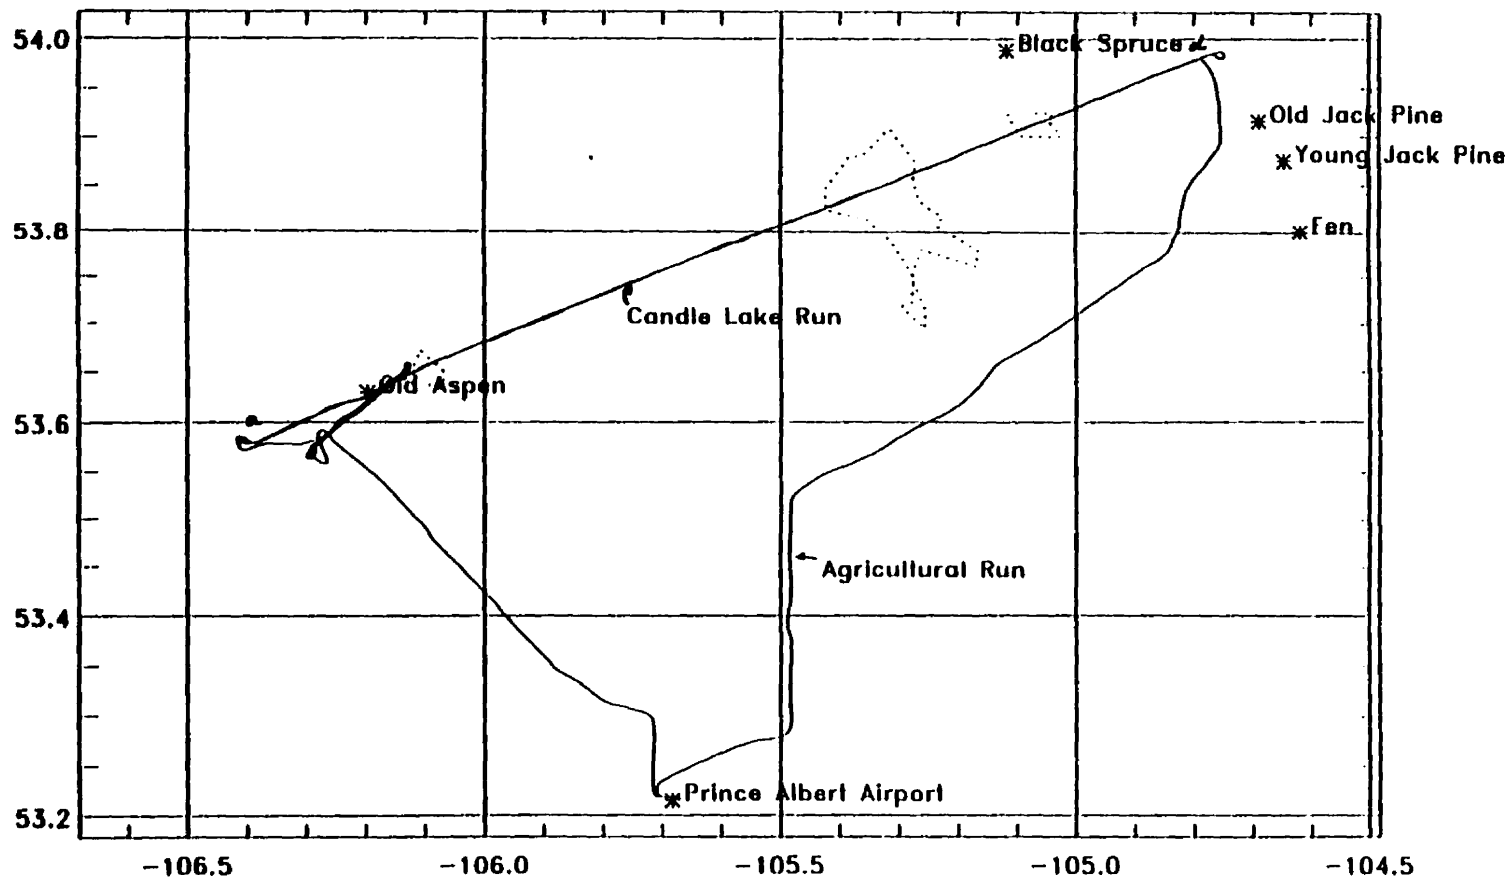 54.0
Black Spruce
Old Jack Pine
Young Jack Pine
53.8
Fen
Candle Lake Run
Old Aspen
53.6
Agricultural Run
53.4
Prince Albert Airport
53.2
-106.5 -106.0 -105.5 -105.0 -104.5